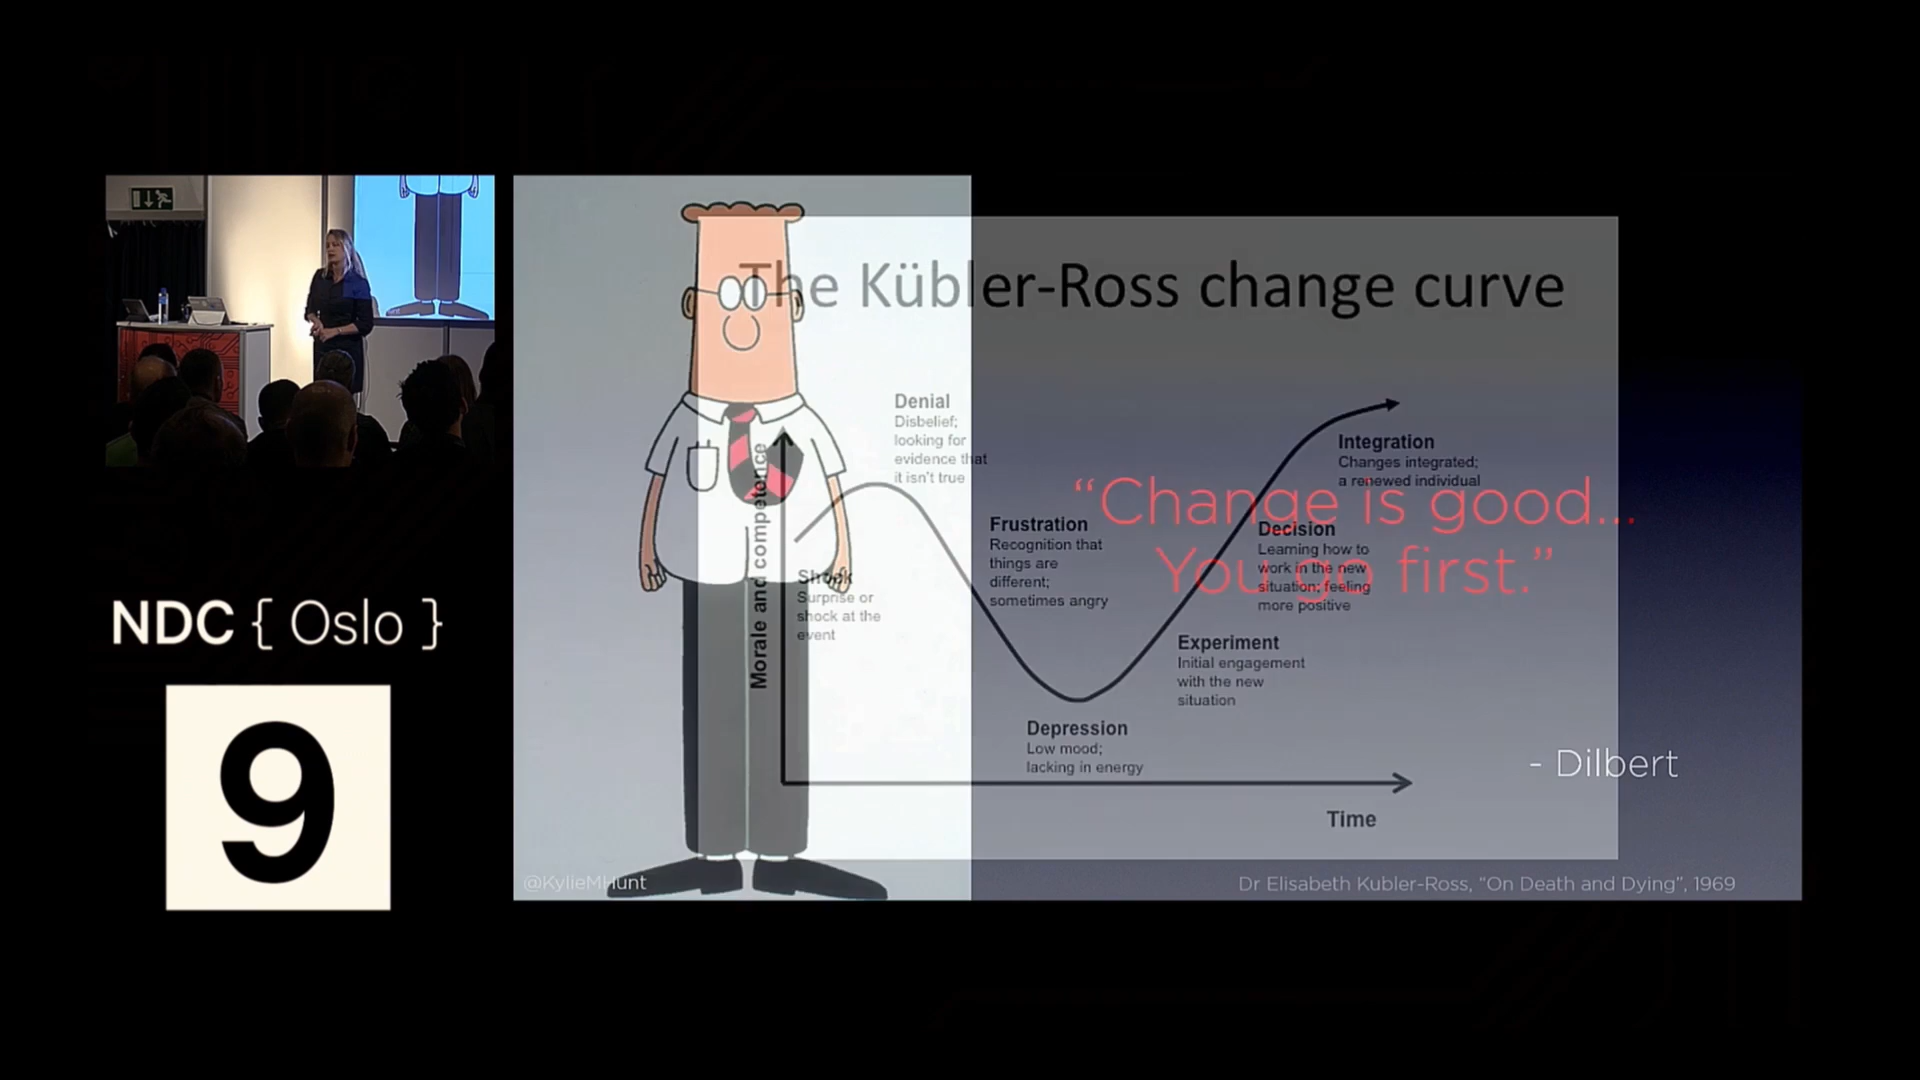 NDC { Oslo }
9
The Kübler-Ross change curve
Morale and competence
Denial
Disbelief;
looking for
evidence that
it isn't true
Shock
Surprise or
shock at the
event
Frustration
Recognition that
things are
different;
sometimes angry
Depression
Low mood;
lacking in energy
Experiment
Initial engagement
with the new
situation
Decision
Learning how to
work in the new
situation; feeling
more positive
Integration
Changes integrated;
a renewed individual
Time
“Change is good...
You go first.”
- Dilbert
@KylieMHunt
Dr Elisabeth Kubler-Ross, “On Death and Dying”, 1969